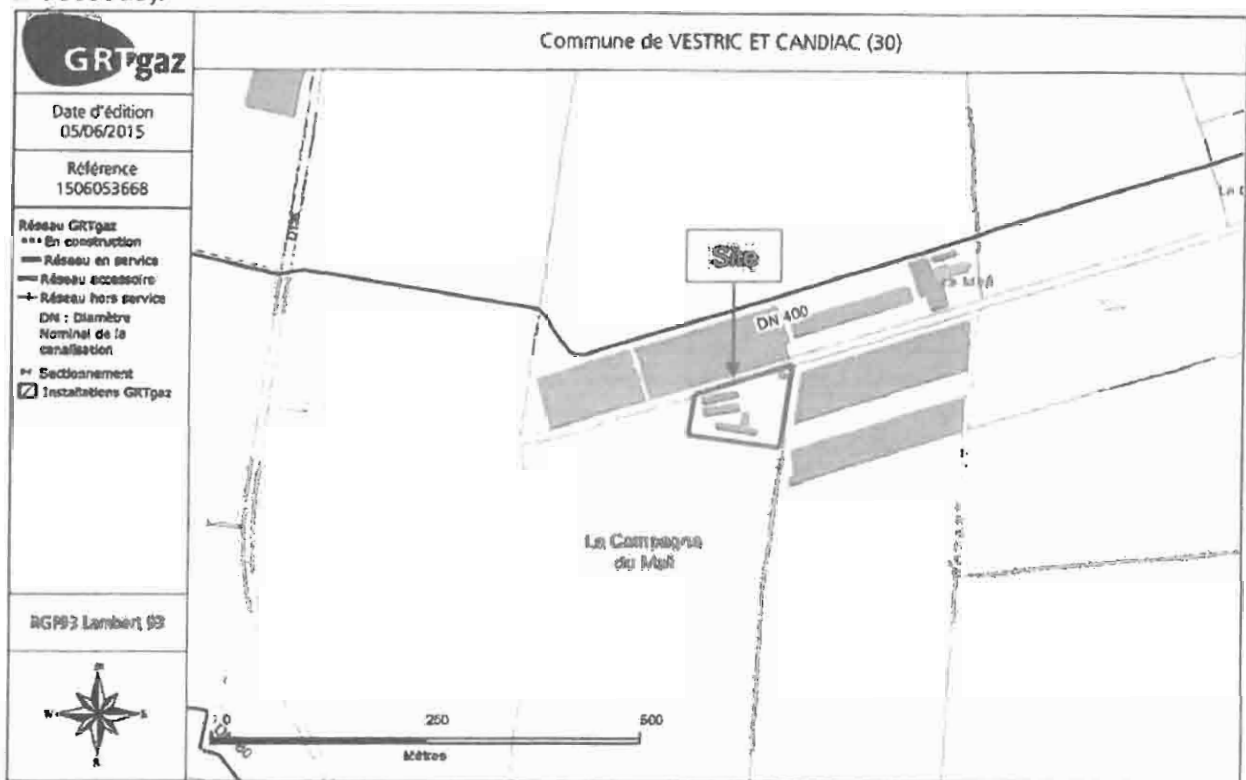 GRTgaz
Commune de VESTRIC ET CANDIAC (30)
Date d'édition
05/06/2015
Référence
1506053668
Réseau GRTgaz
En construction
Réseau en service
Réseau accessoire
Réseau hors service
DN : Diamètre
Nominal de la
canalisation
Sectionnement
Installations GRTgaz
RGF93 Lambert 93
Site
DN 400
La Campagne
du Mail
N
W
E
S
0 250 500
Mètres